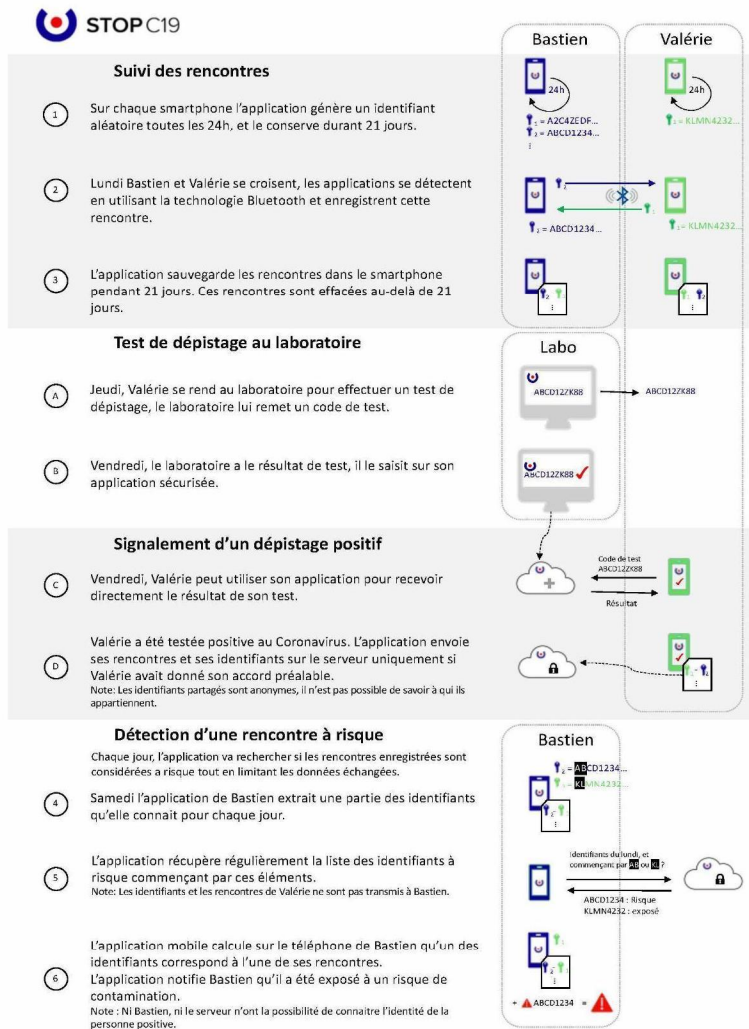 STOP C19
Bastien
Valérie
Suivi des rencontres
1
Sur chaque smartphone l'application génère un identifiant
aléatoire toutes les 24h, et le conserve durant 21 jours.
24h
1 = A2C4ZEDF...
2 = ABCD1234...
⋮
24h
1 = KLMN4232...
2
Lundi Bastien et Valérie se croisent, les applications se détectent
en utilisant la technologie Bluetooth et enregistrent cette
rencontre.
2
1
2 = ABCD1234...
1 = KLMN4232...
3
L'application sauvegarde les rencontres dans le smartphone
pendant 21 jours. Ces rencontres sont effacées au-delà de 21
jours.
Test de dépistage au laboratoire
Labo
A
Jeudi, Valérie se rend au laboratoire pour effectuer un test de
dépistage, le laboratoire lui remet un code de test.
ABCD12ZK88
ABCD12ZK88
B
Vendredi, le laboratoire a le résultat de test, il le saisit sur son
application sécurisée.
ABCD12ZK88
Signalement d'un dépistage positif
C
Vendredi, Valérie peut utiliser son application pour recevoir
directement le résultat de son test.
Code de test
ABCD12ZK88
Résultat
D
Valérie a été testée positive au Coronavirus. L'application envoie
ses rencontres et ses identifiants sur le serveur uniquement si
Valérie avait donné son accord préalable.
Note: Les identifiants partagés sont anonymes, il n'est pas possible de savoir à qui ils
appartiennent.
Détection d'une rencontre à risque
Bastien
Chaque jour, l'application va rechercher si les rencontres enregistrées sont
considérées a risque tout en limitant les données échangées.
4
Samedi l'application de Bastien extrait une partie des identifiants
qu'elle connait pour chaque jour.
2 = ABCD1234...
1 = KLMN4232...
5
L'application récupère régulièrement la liste des identifiants à
risque commençant par ces éléments.
Note: Les identifiants et les rencontres de Valérie ne sont pas transmis à Bastien.
Identifiants du lundi, et
commençant par AB ou KL ?
ABCD1234 : Risque
KLMN4232 : exposé
6
L'application mobile calcule sur le téléphone de Bastien qu'un des
identifiants correspond à l'une de ses rencontres.
L'application notifie Bastien qu'il a été exposé à un risque de
contamination.
Note : Ni Bastien, ni le serveur n'ont la possibilité de connaitre l'identité de la
personne positive.
+ ABCD1234 =